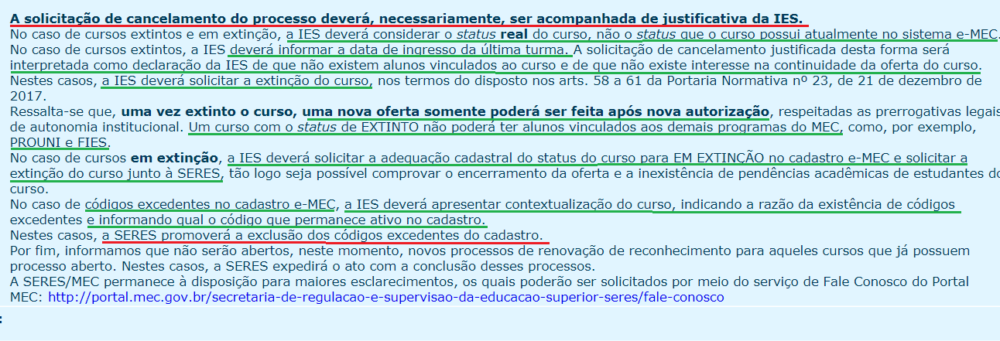 A solicitação de cancelamento do processo deverá, necessariamente, ser acompanhada de justificativa da IES.
No caso de cursos extintos e em extinção, a IES deverá considerar o status real do curso, não o status que o curso possui atualmente no sistema e-MEC.
No caso de cursos extintos, a IES deverá informar a data de ingresso da última turma. A solicitação de cancelamento justificada desta forma será
interpretada como declaração da IES de que não existem alunos vinculados ao curso e de que não existe interesse na continuidade da oferta do curso.
Nestes casos, a IES deverá solicitar a extinção do curso, nos termos do disposto nos arts. 58 a 61 da Portaria Normativa nº 23, de 21 de dezembro de
2017.
Ressalta-se que, uma vez extinto o curso, uma nova oferta somente poderá ser feita após nova autorização, respeitadas as prerrogativas legais
de autonomia institucional. Um curso com o status de EXTINTO não poderá ter alunos vinculados aos demais programas do MEC, como, por exemplo,
PROUNI e FIES.
No caso de cursos em extinção, a IES deverá solicitar a adequação cadastral do status do curso para EM EXTINÇÃO no cadastro e-MEC e solicitar a
extinção do curso junto à SERES, tão logo seja possível comprovar o encerramento da oferta e a inexistência de pendências acadêmicas de estudantes do
curso.
No caso de códigos excedentes no cadastro e-MEC, a IES deverá apresentar contextualização do curso, indicando a razão da existência de códigos
excedentes e informando qual o código que permanece ativo no cadastro.
Nestes casos, a SERES promoverá a exclusão dos códigos excedentes do cadastro.
Por fim, informamos que não serão abertos, neste momento, novos processos de renovação de reconhecimento para aqueles cursos que já possuem
processo aberto. Nestes casos, a SERES expedirá o ato com a conclusão desses processos.
A SERES/MEC permanece à disposição para maiores esclarecimentos, os quais poderão ser solicitados por meio do serviço de Fale Conosco do Portal
MEC: http://portal.mec.gov.br/secretaria-de-regulacao-e-supervisao-da-educacao-superior-seres/fale-conosco
: